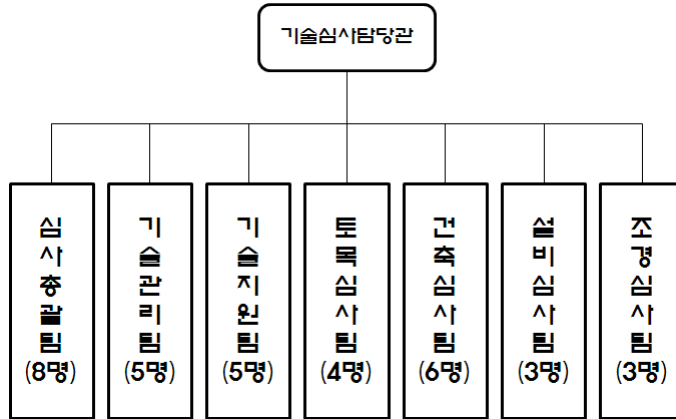 기술심사담당관
심사총괄팀
(8명)
기술관리팀
(5명)
기술지원팀
(5명)
토목심사팀
(4명)
건축심사팀
(6명)
설비심사팀
(3명)
조경심사팀
(3명)